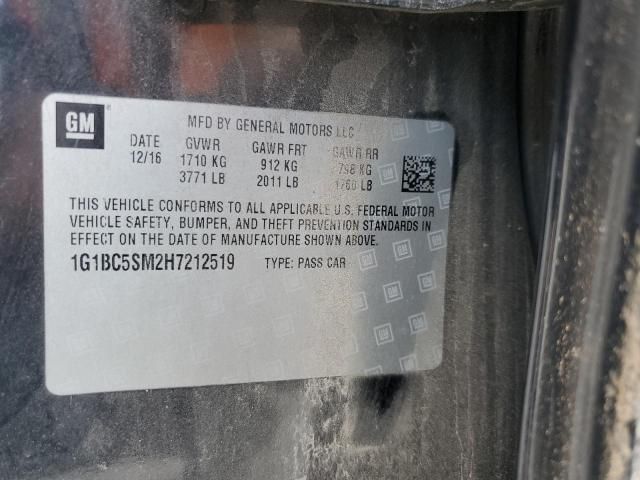 GM
MFD BY GENERAL MOTORS LLC
DATE GVWR GAWR FRT GAWR RR
12/16 1710 KG 912 KG 798 KG
3771 LB 2011 LB 1760 LB
THIS VEHICLE CONFORMS TO ALL APPLICABLE U.S. FEDERAL MOTOR
VEHICLE SAFETY, BUMPER, AND THEFT PREVENTION STANDARDS IN
EFFECT ON THE DATE OF MANUFACTURE SHOWN ABOVE.
1G1BC5SM2H7212519 TYPE: PASS CAR